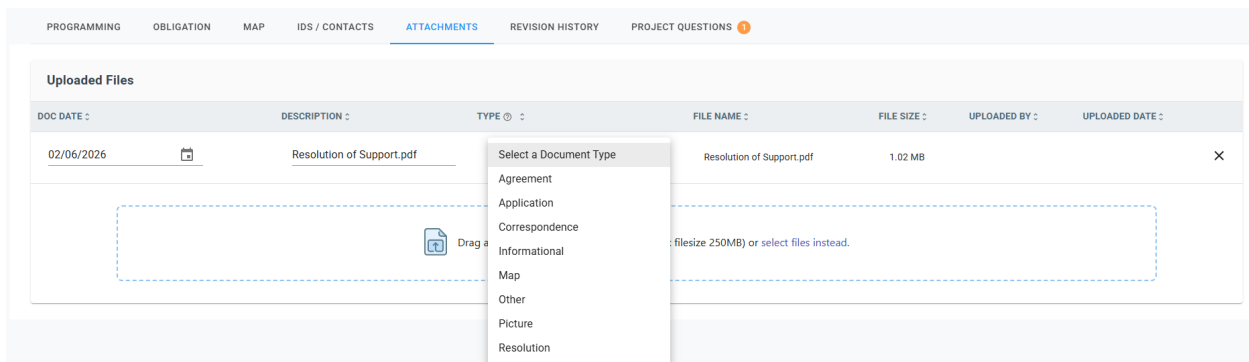 PROGRAMMING OBLIGATION MAP IDS / CONTACTS ATTACHMENTS REVISION HISTORY PROJECT QUESTIONS 1
Uploaded Files
DOC DATE DESCRIPTION TYPE FILE NAME FILE SIZE UPLOADED BY UPLOADED DATE
02/06/2026 Resolution of Support.pdf Resolution of Support.pdf 1.02 MB
Select a Document Type
Agreement
Application
Correspondence
Informational
Map
Other
Picture
Resolution
Drag filesize 250MB) or select files instead.